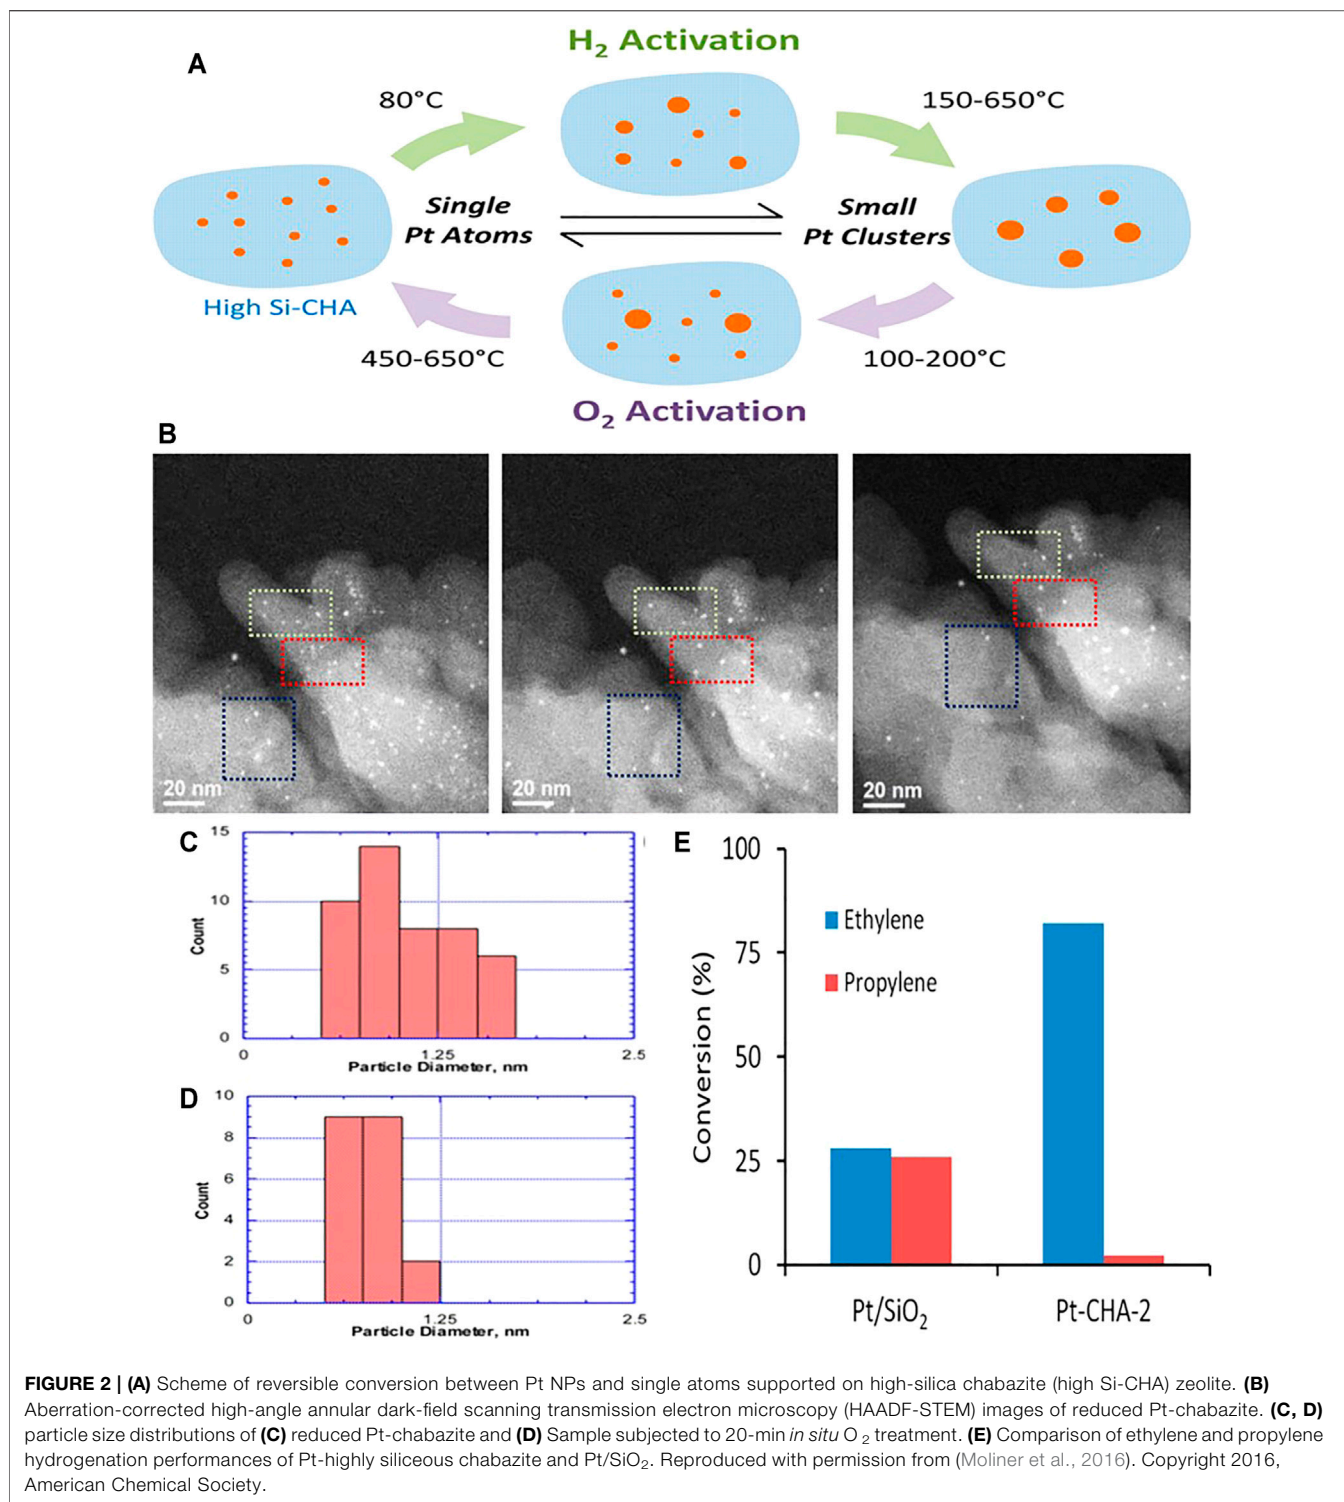 A
H₂ Activation
80°C
150-650°C
Single
Pt Atoms
Small
Pt Clusters
High Si-CHA
450-650°C
100-200°C
O₂ Activation
B
20 nm
20 nm
20 nm
C
15
10
5
0
Count
0
1.25
2.5
Particle Diameter, nm
D
10
8
6
4
2
0
Count
0
1.25
2.5
Particle Diameter, nm
E
100
75
50
25
0
Conversion (%)
Ethylene
Propylene
Pt/SiO₂
Pt-CHA-2
FIGURE 2 | (A) Scheme of reversible conversion between Pt NPs and single atoms supported on high-silica chabazite (high Si-CHA) zeolite. (B)
Aberration-corrected high-angle annular dark-field scanning transmission electron microscopy (HAADF-STEM) images of reduced Pt-chabazite. (C, D)
particle size distributions of (C) reduced Pt-chabazite and (D) Sample subjected to 20-min in situ O₂ treatment. (E) Comparison of ethylene and propylene
hydrogenation performances of Pt-highly siliceous chabazite and Pt/SiO₂. Reproduced with permission from (Moliner et al., 2016). Copyright 2016,
American Chemical Society.